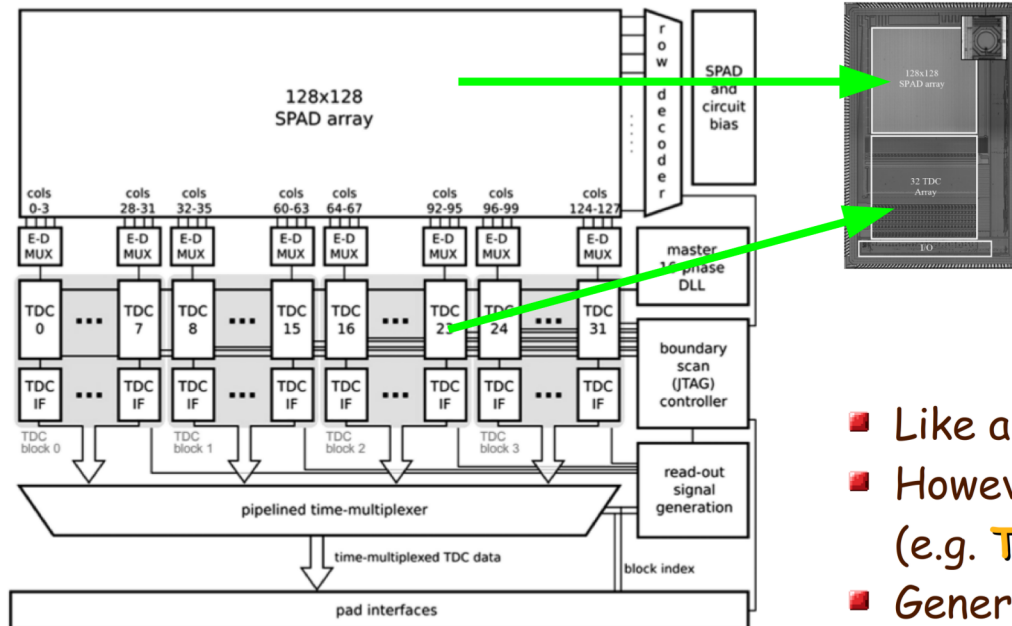 128x128
SPAD array
row decoder
SPAD
and
circuit
bias
cols
0-3
cols
28-31
cols
32-35
cols
60-63
cols
64-67
cols
92-95
cols
96-99
cols
124-127
E-D
MUX
E-D
MUX
E-D
MUX
E-D
MUX
E-D
MUX
E-D
MUX
E-D
MUX
E-D
MUX
master
16-phase
DLL
TDC
0
TDC
7
TDC
8
TDC
15
TDC
16
TDC
23
TDC
24
TDC
31
boundary
scan
(JTAG)
controller
TDC
IF
TDC
IF
TDC
IF
TDC
IF
TDC
IF
TDC
IF
TDC
IF
TDC
IF
TDC
block 0
TDC
block 1
TDC
block 2
TDC
block 3
read-out
signal
generation
pipelined time-multiplexer
time-multiplexed TDC data
block index
pad interfaces
128x128
SPAD array
32 TDC
Array
I/O
Like a
Howev
(e.g. T
Gener